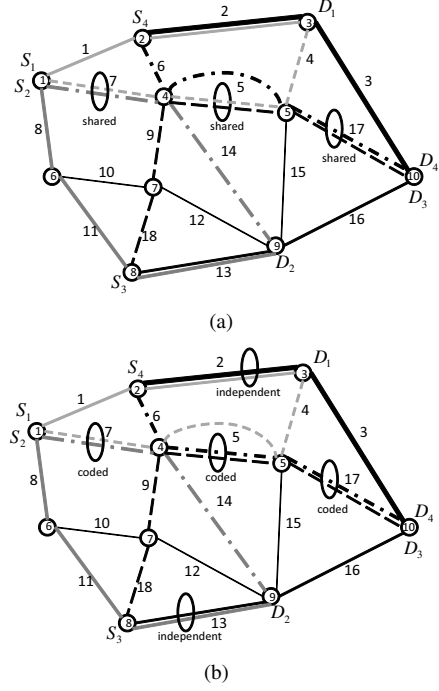 S4 2 D1
2 3
S1 1 4
S2 1 7 6 3
shared 4 5
8 shared 5 17 D4
9 14 shared
6 10 7 15 10
D3
11 12 16
18
8 13 9
S3 D2
(a)
S4 2 D1
2 independent 3
S1 1 6 4
S2 1 7 5 3
coded 4 coded 5
8 9 14 17 D4
coded
6 10 7 15 10
D3
11 18 12 16
8 13 9
S3 independent D2
(b)